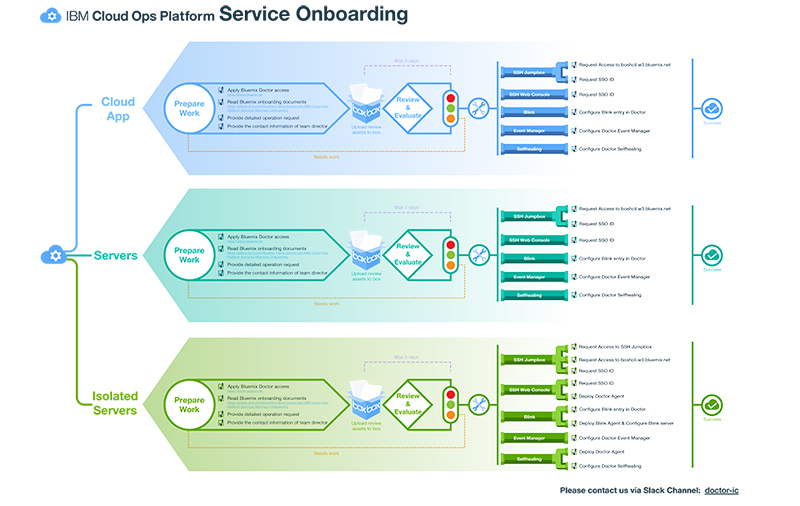 IBM Cloud Ops Platform Service Onboarding
Cloud
App
Prepare
Work
Apply Bluemix Doctor access
Read Bluemix onboarding documents
Provide detailed operation request
Provide the contact information of team director
Max 5 days
box
Upload review
assets to box
Review
&
Evaluate
Needs work
SSH Jumpbox
Request Access to boshcli.w3.bluemix.net
Request SSO ID
SSH Web Console
Request SSO ID
Blink
Configure Blink entry in Doctor
Event Manager
Configure Doctor Event Manager
Selfhealing
Configure Doctor Selfhealing
Success
Servers
Prepare
Work
Apply Bluemix Doctor access
Read Bluemix onboarding documents
Provide detailed operation request
Provide the contact information of team director
Max 5 days
box
Upload review
assets to box
Review
&
Evaluate
Needs work
SSH Jumpbox
Request Access to boshcli.w3.bluemix.net
Request SSO ID
SSH Web Console
Request SSO ID
Blink
Configure Blink entry in Doctor
Event Manager
Configure Doctor Event Manager
Selfhealing
Configure Doctor Selfhealing
Success
Isolated
Servers
Prepare
Work
Apply Bluemix Doctor access
Read Bluemix onboarding documents
Provide detailed operation request
Provide the contact information of team director
Max 5 days
box
Upload review
assets to box
Review
&
Evaluate
Needs work
SSH Jumpbox
Request Access to SSH Jumpbox
Request Access to boshcli.w3.bluemix.net
Request SSO ID
SSH Web Console
Request SSO ID
Deploy Doctor Agent
Blink
Configure Blink entry in Doctor
Deploy Blink Agent & Configure Blink server
Event Manager
Configure Doctor Event Manager
Selfhealing
Deploy Doctor Agent
Configure Doctor Selfhealing
Success
Please contact us via Slack Channel: doctor-ic